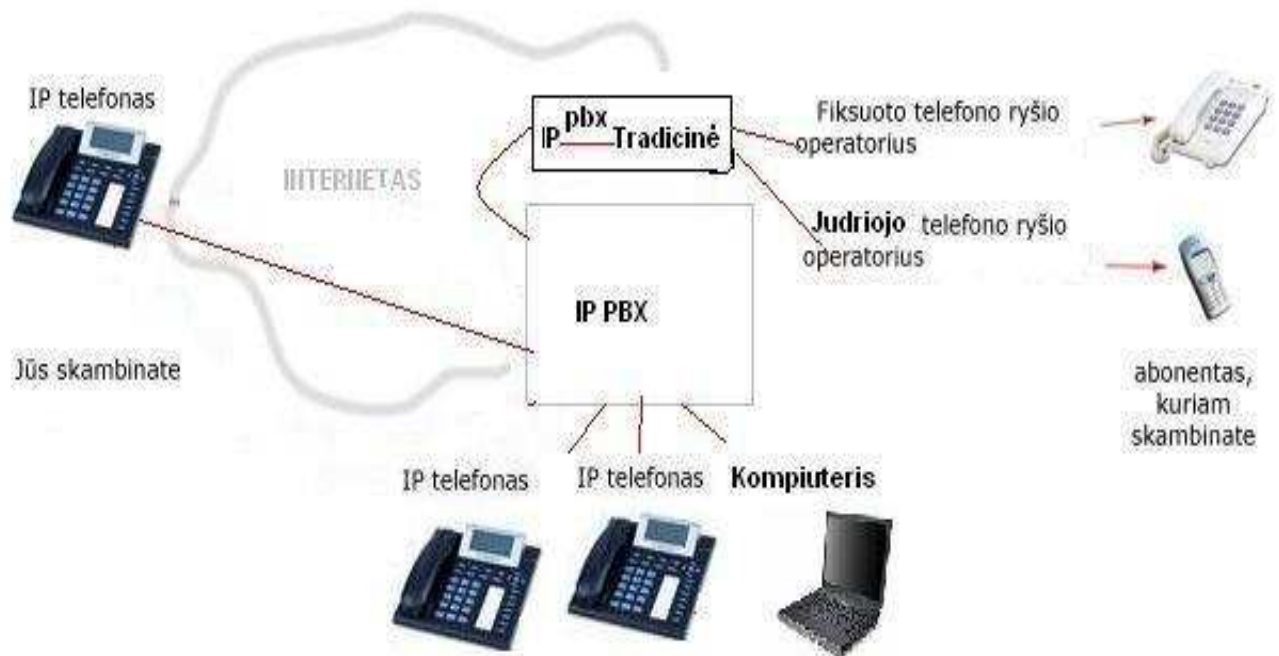 IP telefonas
INTERNETAS
pbx
IP Tradicinė
Fiksuoto telefono ryšio
operatorius
Judriojo telefono ryšio
operatorius
IP PBX
Jūs skambinate
abonentas,
kuriam
skambinate
IP telefonas
IP telefonas
Kompiuteris